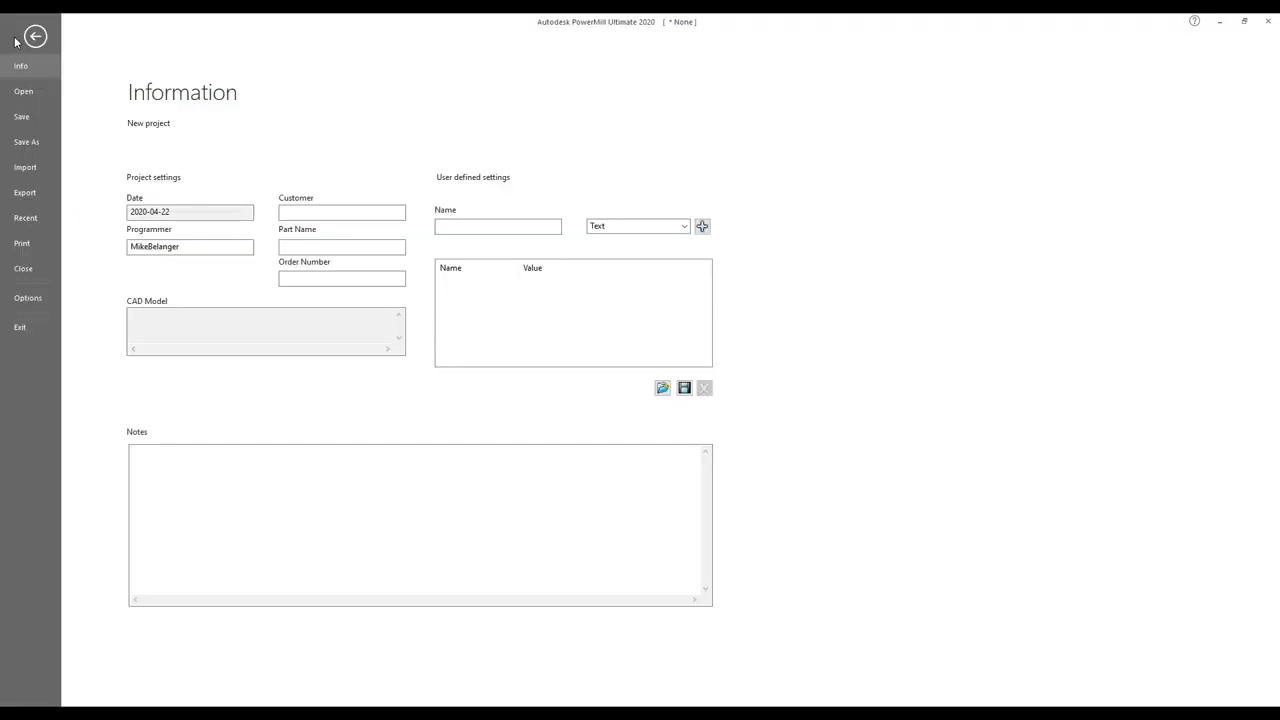 Autodesk PowerMill Ultimate 2020 [ * None ]
Info
Open
Save
Save As
Import
Export
Recent
Print
Close
Options
Exit
Information
New project
Project settings
Date
2020-04-22
Customer
Programmer
MikeBelanger
Part Name
Order Number
CAD Model
User defined settings
Name
Text
Name Value
Notes